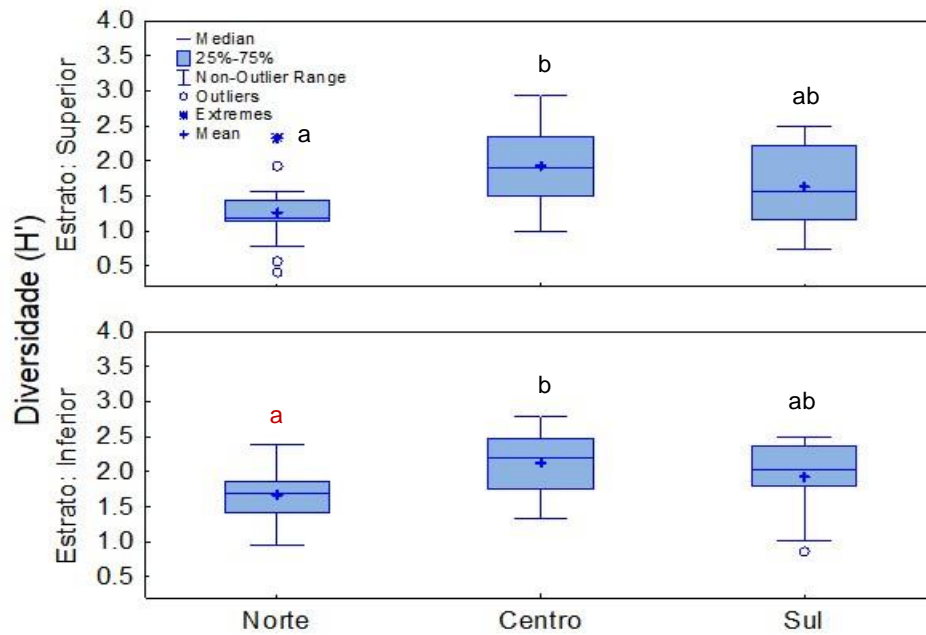 Diversidade (H')
Estrato: Superior
4.0
3.5
3.0
2.5
2.0
1.5
1.0
0.5
Median
25%-75%
Non-Outlier Range
Outliers
Extremes
Mean
a
b
ab
Estrato: Inferior
4.0
3.5
3.0
2.5
2.0
1.5
1.0
0.5
a
b
ab
Norte Centro Sul